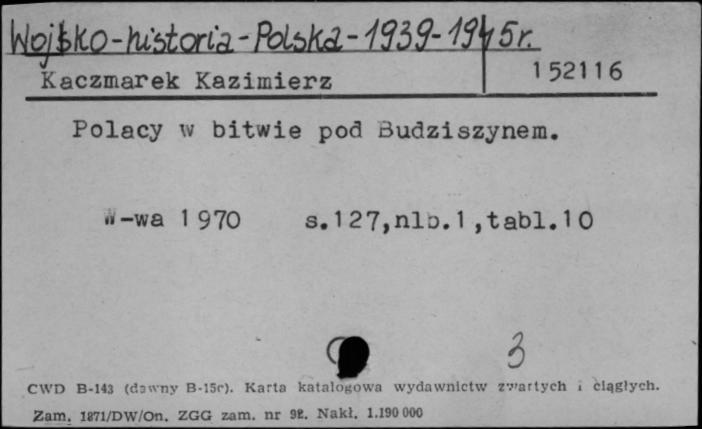 Wojsko-historia-Polska-1939-1945r.
Kaczmarek Kazimierz 152116
Polacy w bitwie pod Budziszynem.
W-wa 1970 s.127,nlb.1,tabl.10
3
CWD B-143 (dawny B-15c). Karta katalogowa wydawnictw zwartych i ciągłych.
Zam. 1871/DW/On. ZGG zam. nr 92. Nakł. 1.190 000